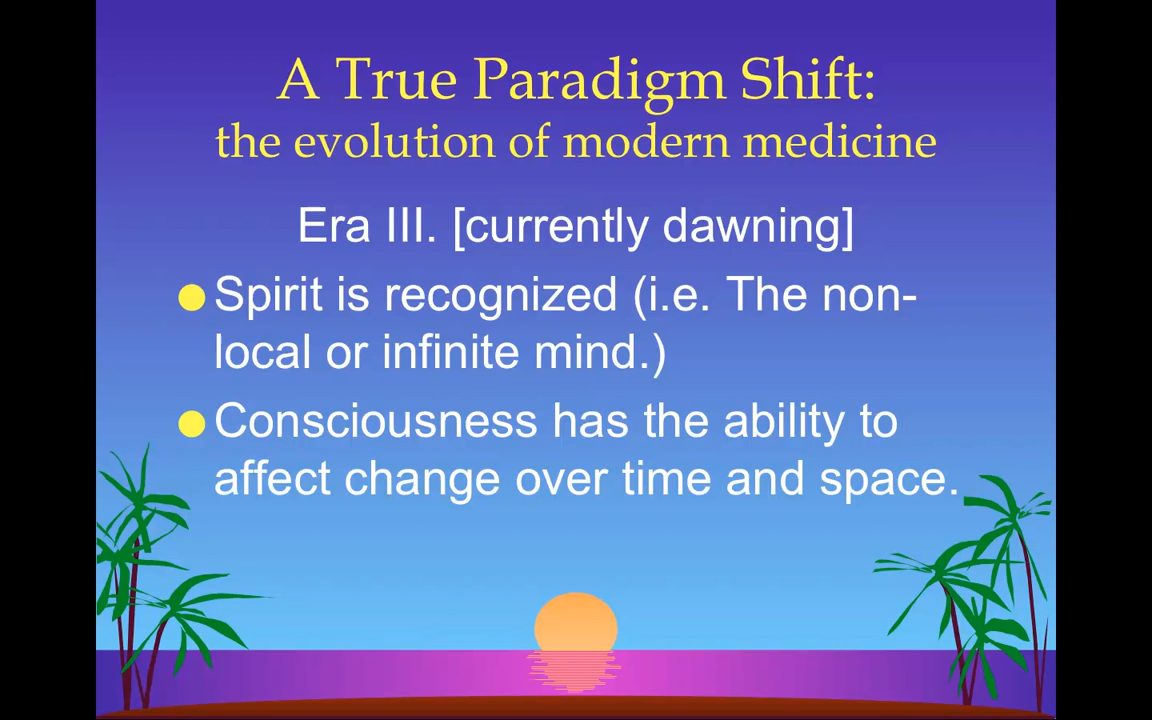 A True Paradigm Shift:
the evolution of modern medicine
Era III. [currently dawning]
Spirit is recognized (i.e. The non-
local or infinite mind.)
Consciousness has the ability to
affect change over time and space.